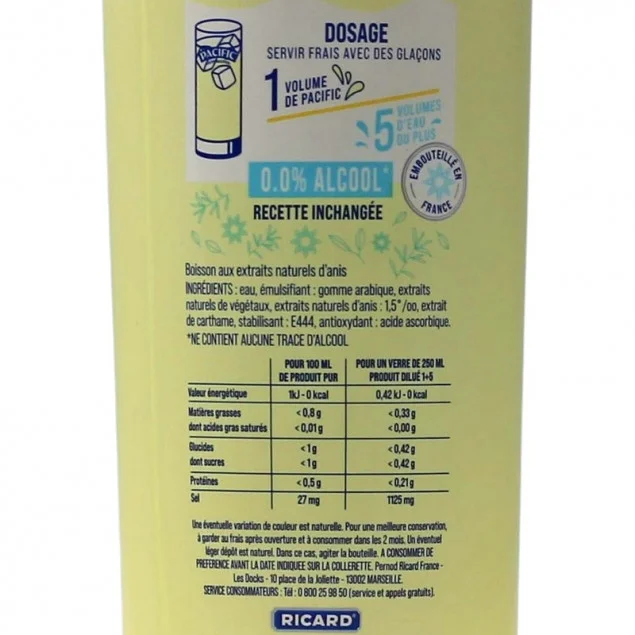 PACIFIC
DOSAGE
SERVIR FRAIS AVEC DES GLAÇONS
1 VOLUME
DE PACIFIC
5 VOLUMES
D'EAU
OU PLUS
0.0% ALCOOL*
EMBOUTEILLÉ EN
FRANCE
RECETTE INCHANGÉE
Boisson aux extraits naturels d'anis
INGRÉDIENTS : eau, émulsifiant : gomme arabique, extraits
naturels de végétaux, extraits naturels d'anis : 1,5°/oo, extrait
de carthame, stabilisant : E444, antioxydant : acide ascorbique.
*NE CONTIENT AUCUNE TRACE D'ALCOOL
POUR 100 ML POUR UN VERRE DE 250 ML
DE PRODUIT PUR PRODUIT DILUÉ 1+5
Valeur énergétique 1kJ - 0 kcal 0,42 kJ - 0 kcal
Matières grasses < 0,8 g < 0,33 g
dont acides gras saturés < 0,01 g < 0,00 g
Glucides < 1 g < 0,42 g
dont sucres < 1 g < 0,42 g
Protéines < 0,5 g < 0,21 g
Sel 27 mg 1125 mg
Une éventuelle variation de couleur est naturelle. Pour une meilleure conservation,
à garder au frais après ouverture et à consommer dans les 2 mois. Un éventuel
léger dépôt est naturel. Dans ce cas, agiter la bouteille. A CONSOMMER DE
PREFERENCE AVANT LA DATE INDIQUEE SUR LA COLLERETTE. Pernod Ricard France -
Les Docks - 10 place de la Joliette - 13002 MARSEILLE.
SERVICE CONSOMMATEURS : Tél : 0 800 25 98 50 (service et appels gratuits).
RICARD